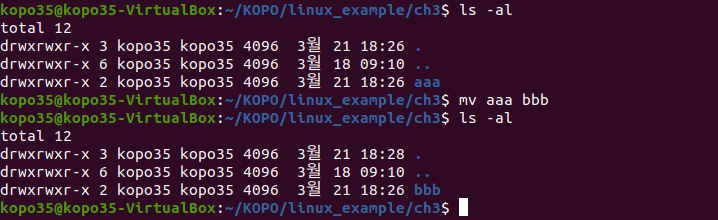 kopo35@kopo35-VirtualBox:~/KOPO/linux_example/ch3$ ls -al
total 12
drwxrwxr-x 3 kopo35 kopo35 4096  3월 21 18:26 .
drwxrwxr-x 6 kopo35 kopo35 4096  3월 18 09:10 ..
drwxrwxr-x 2 kopo35 kopo35 4096  3월 21 18:26 aaa
kopo35@kopo35-VirtualBox:~/KOPO/linux_example/ch3$ mv aaa bbb
kopo35@kopo35-VirtualBox:~/KOPO/linux_example/ch3$ ls -al
total 12
drwxrwxr-x 3 kopo35 kopo35 4096  3월 21 18:28 .
drwxrwxr-x 6 kopo35 kopo35 4096  3월 18 09:10 ..
drwxrwxr-x 2 kopo35 kopo35 4096  3월 21 18:26 bbb
kopo35@kopo35-VirtualBox:~/KOPO/linux_example/ch3$